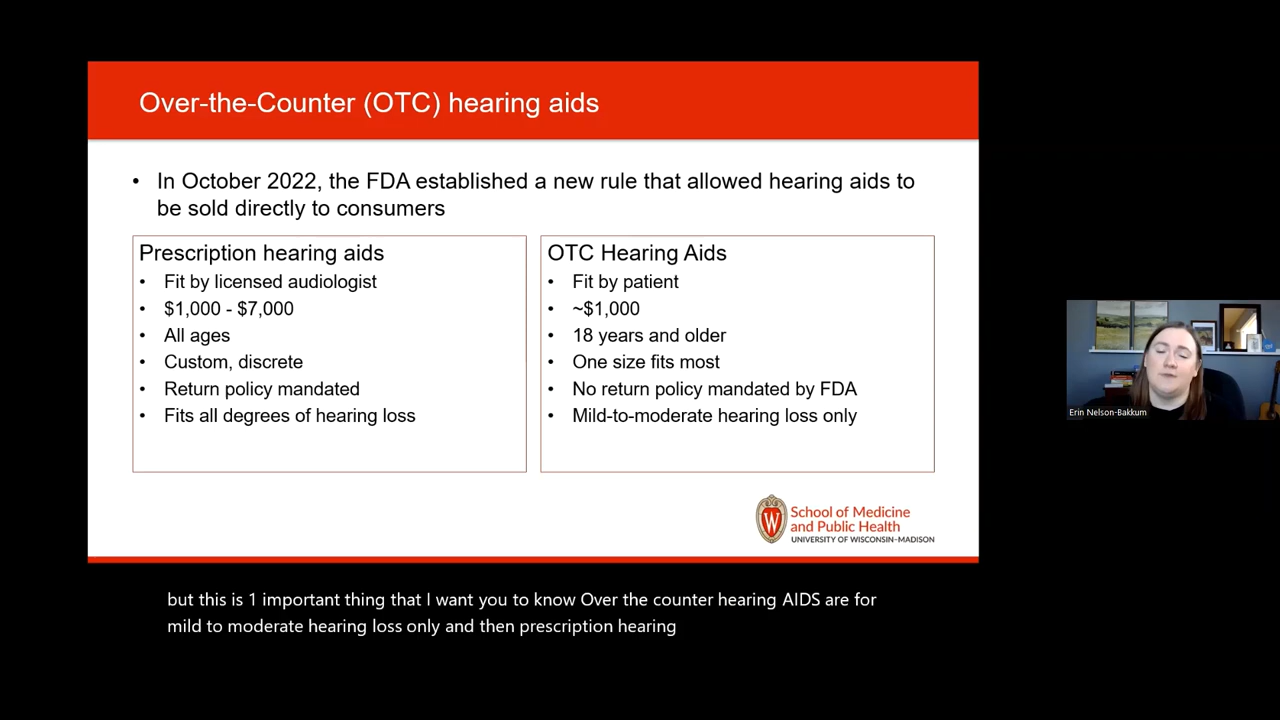 Over-the-Counter (OTC) hearing aids
• In October 2022, the FDA established a new rule that allowed hearing aids to
be sold directly to consumers
Prescription hearing aids
• Fit by licensed audiologist
• $1,000 - $7,000
• All ages
• Custom, discrete
• Return policy mandated
• Fits all degrees of hearing loss
OTC Hearing Aids
• Fit by patient
• ~$1,000
• 18 years and older
• One size fits most
• No return policy mandated by FDA
• Mild-to-moderate hearing loss only
W
School of Medicine
and Public Health
UNIVERSITY OF WISCONSIN–MADISON
Erin Nelson-Bakkum
but this is 1 important thing that I want you to know Over the counter hearing AIDS are for
mild to moderate hearing loss only and then prescription hearing